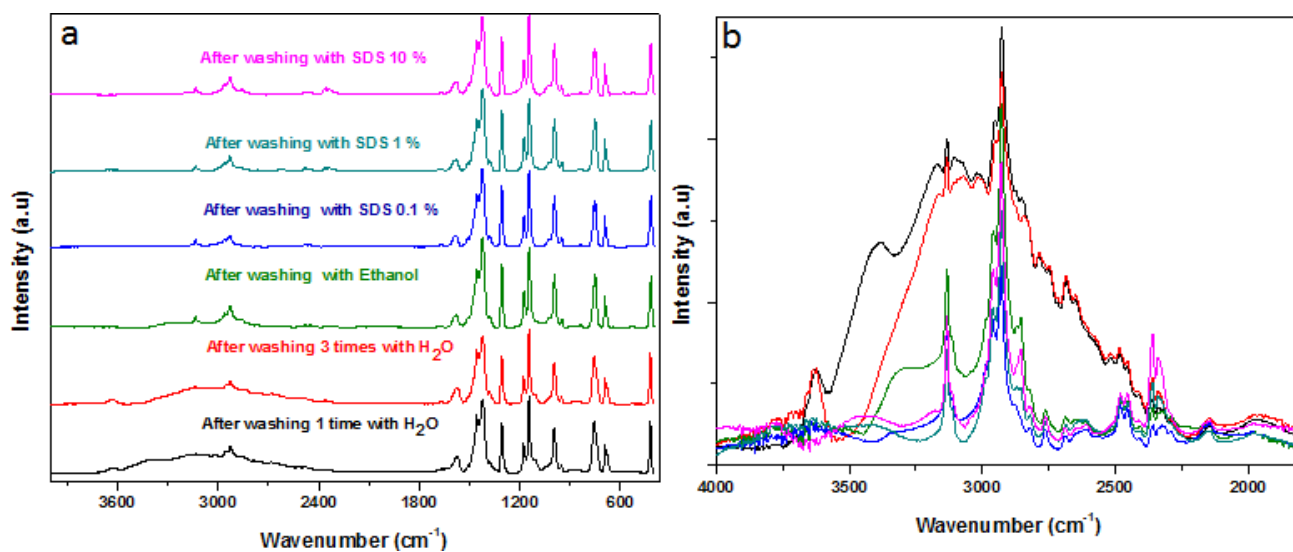 a
After washing with SDS 10 %
After washing with SDS 1 %
After washing with SDS 0.1 %
After washing with Ethanol
After washing 3 times with H₂O
After washing 1 time with H₂O
Intensity (a.u)
3600 3000 2400 1800 1200 600
Wavenumber (cm⁻¹)
b
Intensity (a.u)
4000 3500 3000 2500 2000
Wavenumber (cm⁻¹)